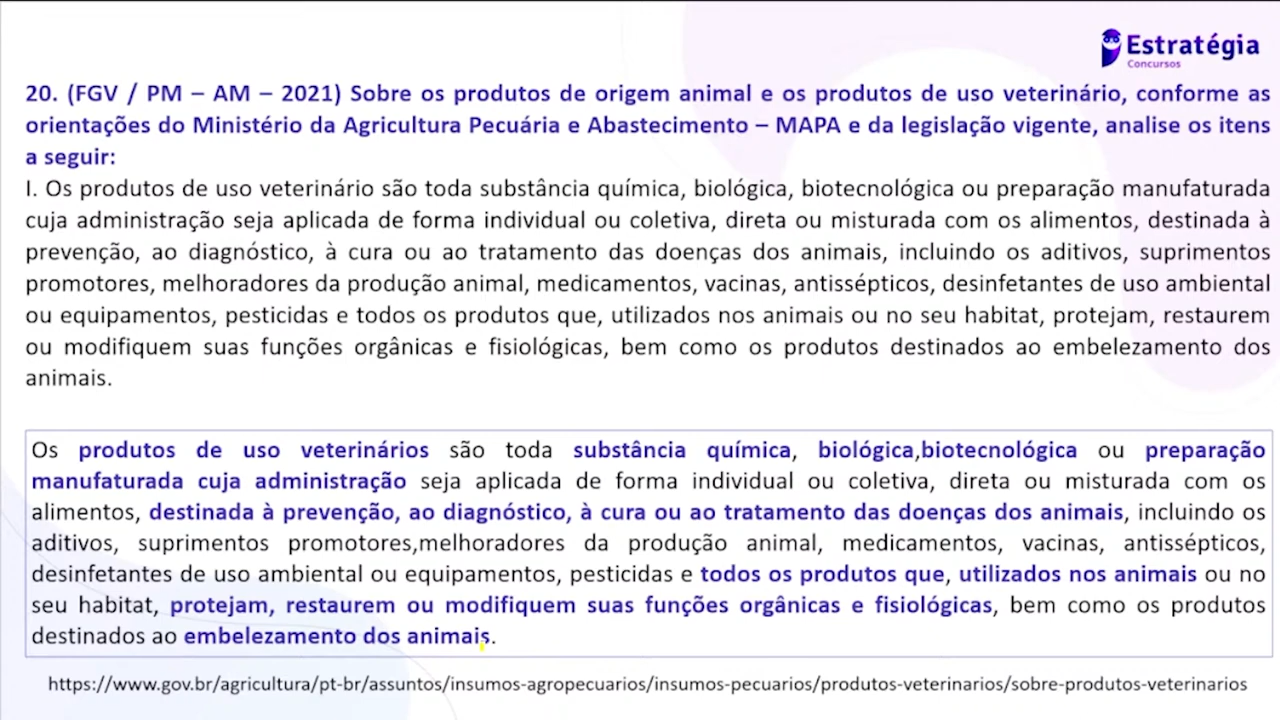 Estratégia
Concursos
20. (FGV / PM – AM – 2021) Sobre os produtos de origem animal e os produtos de uso veterinário, conforme as
orientações do Ministério da Agricultura Pecuária e Abastecimento – MAPA e da legislação vigente, analise os itens
a seguir:
I. Os produtos de uso veterinário são toda substância química, biológica, biotecnológica ou preparação manufaturada
cuja administração seja aplicada de forma individual ou coletiva, direta ou misturada com os alimentos, destinada à
prevenção, ao diagnóstico, à cura ou ao tratamento das doenças dos animais, incluindo os aditivos, suprimentos
promotores, melhoradores da produção animal, medicamentos, vacinas, antissépticos, desinfetantes de uso ambiental
ou equipamentos, pesticidas e todos os produtos que, utilizados nos animais ou no seu habitat, protejam, restaurem
ou modifiquem suas funções orgânicas e fisiológicas, bem como os produtos destinados ao embelezamento dos
animais.
Os produtos de uso veterinários são toda substância química, biológica,biotecnológica ou preparação
manufaturada cuja administração seja aplicada de forma individual ou coletiva, direta ou misturada com os
alimentos, destinada à prevenção, ao diagnóstico, à cura ou ao tratamento das doenças dos animais, incluindo os
aditivos, suprimentos promotores,melhoradores da produção animal, medicamentos, vacinas, antissépticos,
desinfetantes de uso ambiental ou equipamentos, pesticidas e todos os produtos que, utilizados nos animais ou no
seu habitat, protejam, restaurem ou modifiquem suas funções orgânicas e fisiológicas, bem como os produtos
destinados ao embelezamento dos animais.
https://www.gov.br/agricultura/pt-br/assuntos/insumos-agropecuarios/insumos-pecuarios/produtos-veterinarios/sobre-produtos-veterinarios